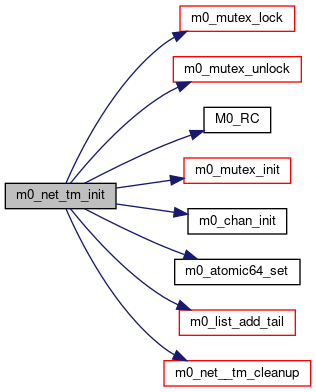 m0_mutex_lock
m0_mutex_unlock
M0_RC
m0_mutex_init
m0_net_tm_init
m0_chan_init
m0_atomic64_set
m0_list_add_tail
m0_net__tm_cleanup